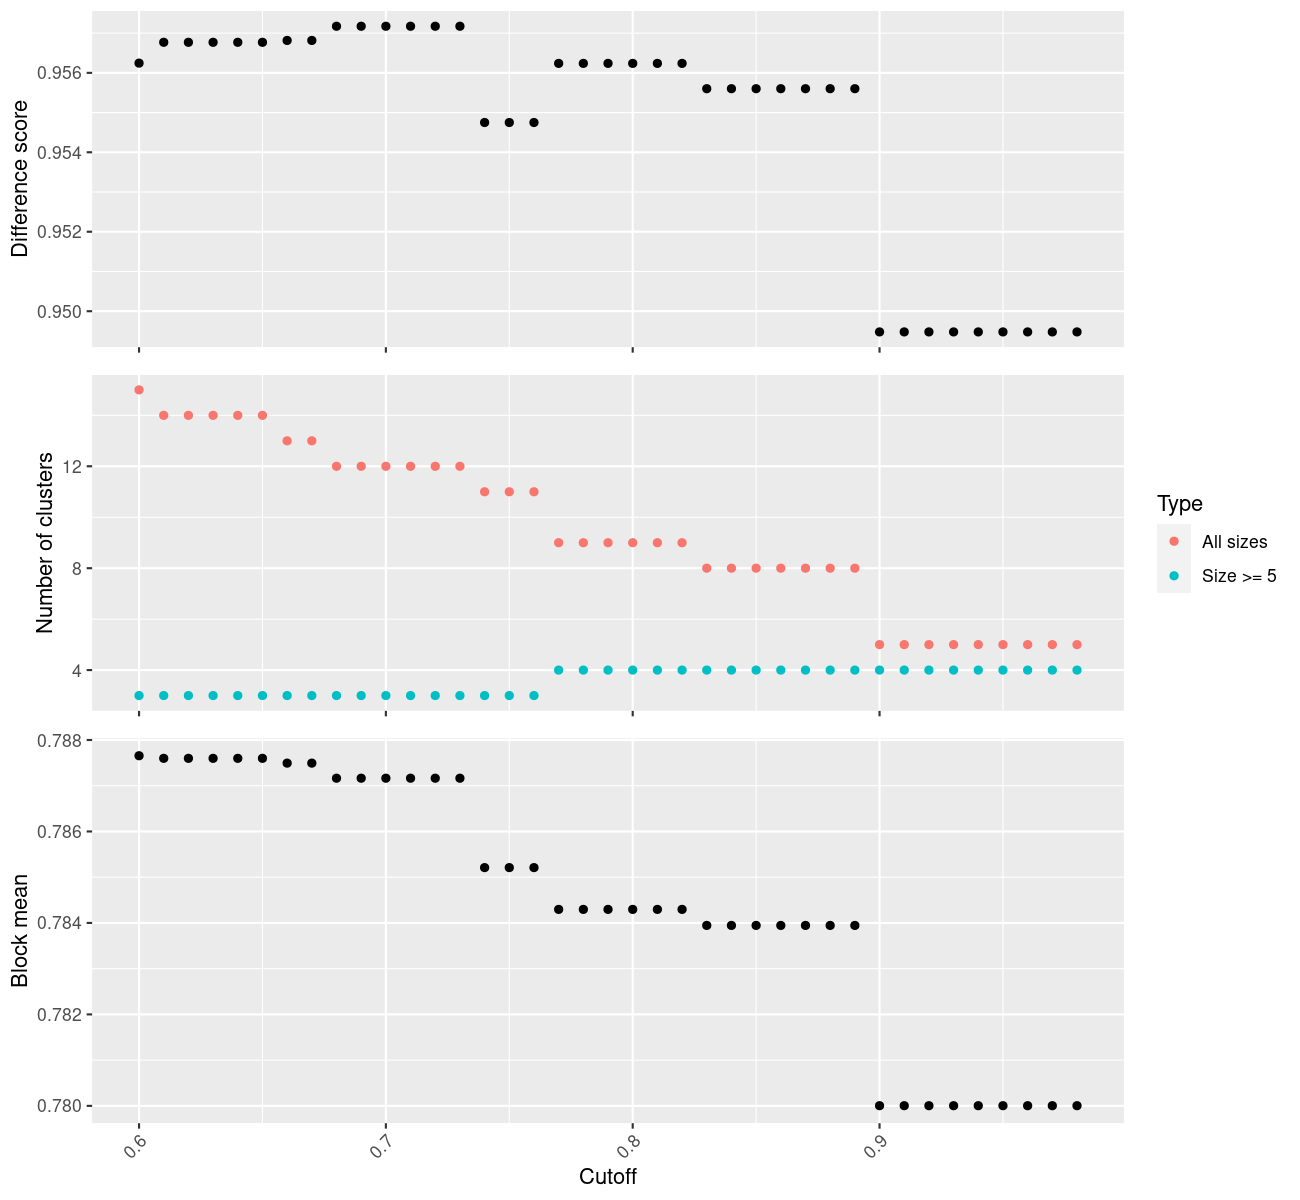 Difference score
0.956
0.954
0.952
0.950
Number of clusters
12
8
4
Type
All sizes
Size >= 5
Block mean
0.788
0.786
0.784
0.782
0.780
0.6
0.7
0.8
0.9
Cutoff